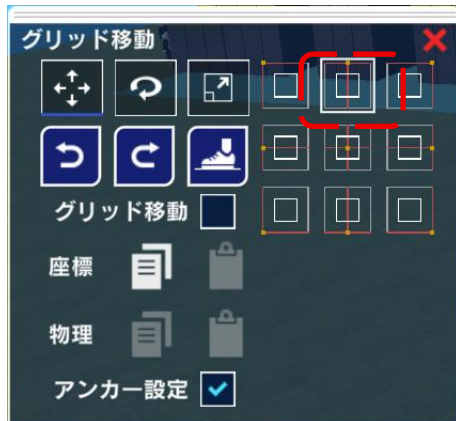 グリッド移動
グリッド移動
座標
物理
アンカー設定